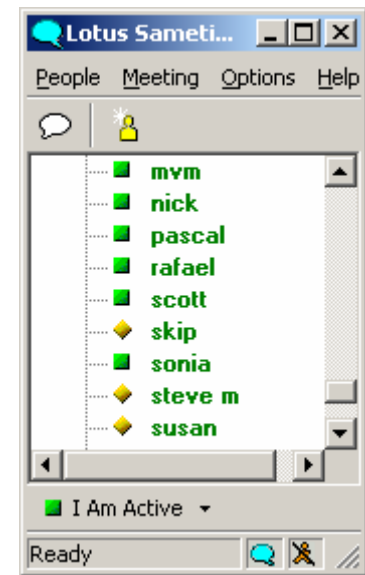 Lotus Sameti...
People Meeting Options Help
mvm
nick
pascal
rafael
scott
skip
sonia
steve m
susan
I Am Active
Ready